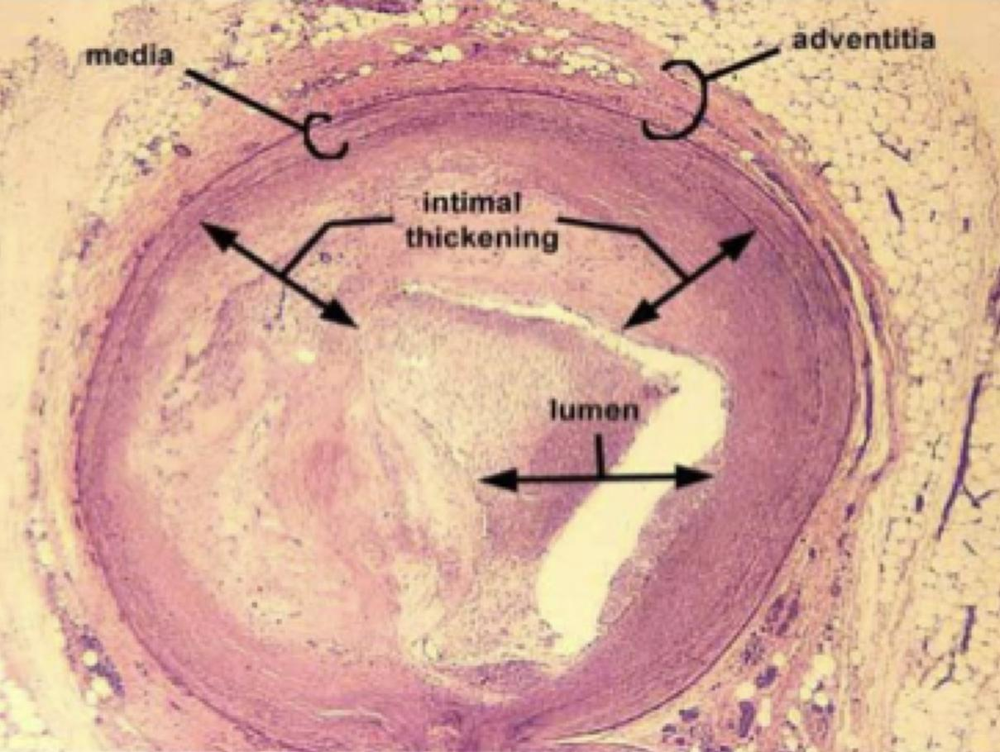 media
adventitia
intimal
thickening
lumen